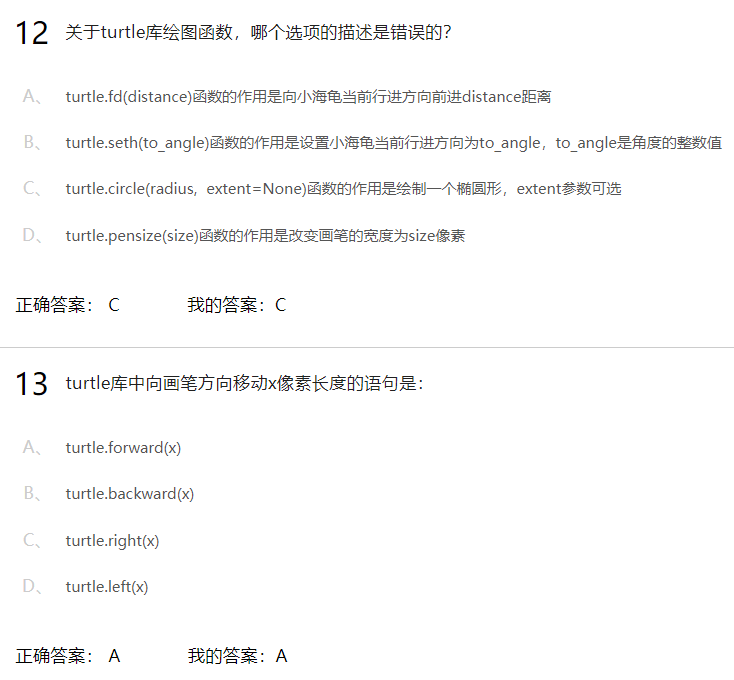 12 关于turtle库绘图函数，哪个选项的描述是错误的？
A、 turtle.fd(distance)函数的作用是向小海龟当前行进方向前进distance距离
B、 turtle.seth(to_angle)函数的作用是设置小海龟当前行进方向为to_angle，to_angle是角度的整数值
C、 turtle.circle(radius, extent=None)函数的作用是绘制一个椭圆形，extent参数可选
D、 turtle.pensize(size)函数的作用是改变画笔的宽度为size像素
正确答案： C 我的答案：C
13 turtle库中向画笔方向移动x像素长度的语句是：
A、 turtle.forward(x)
B、 turtle.backward(x)
C、 turtle.right(x)
D、 turtle.left(x)
正确答案： A 我的答案：A